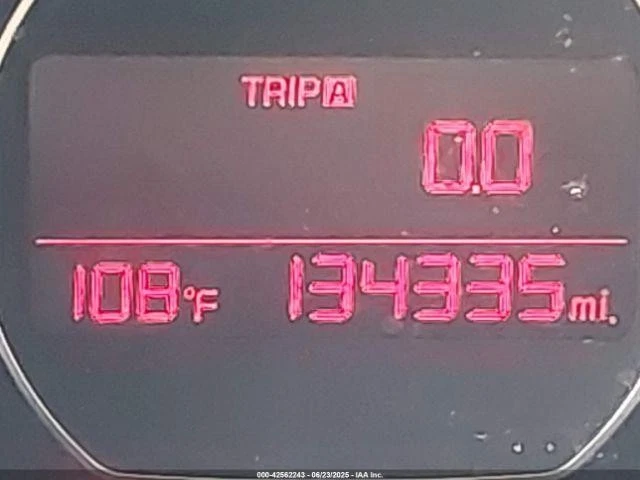 TRIP A
0.0
108°F 134335 mi.
000-42562243 - 06/23/2025 - IAA Inc.